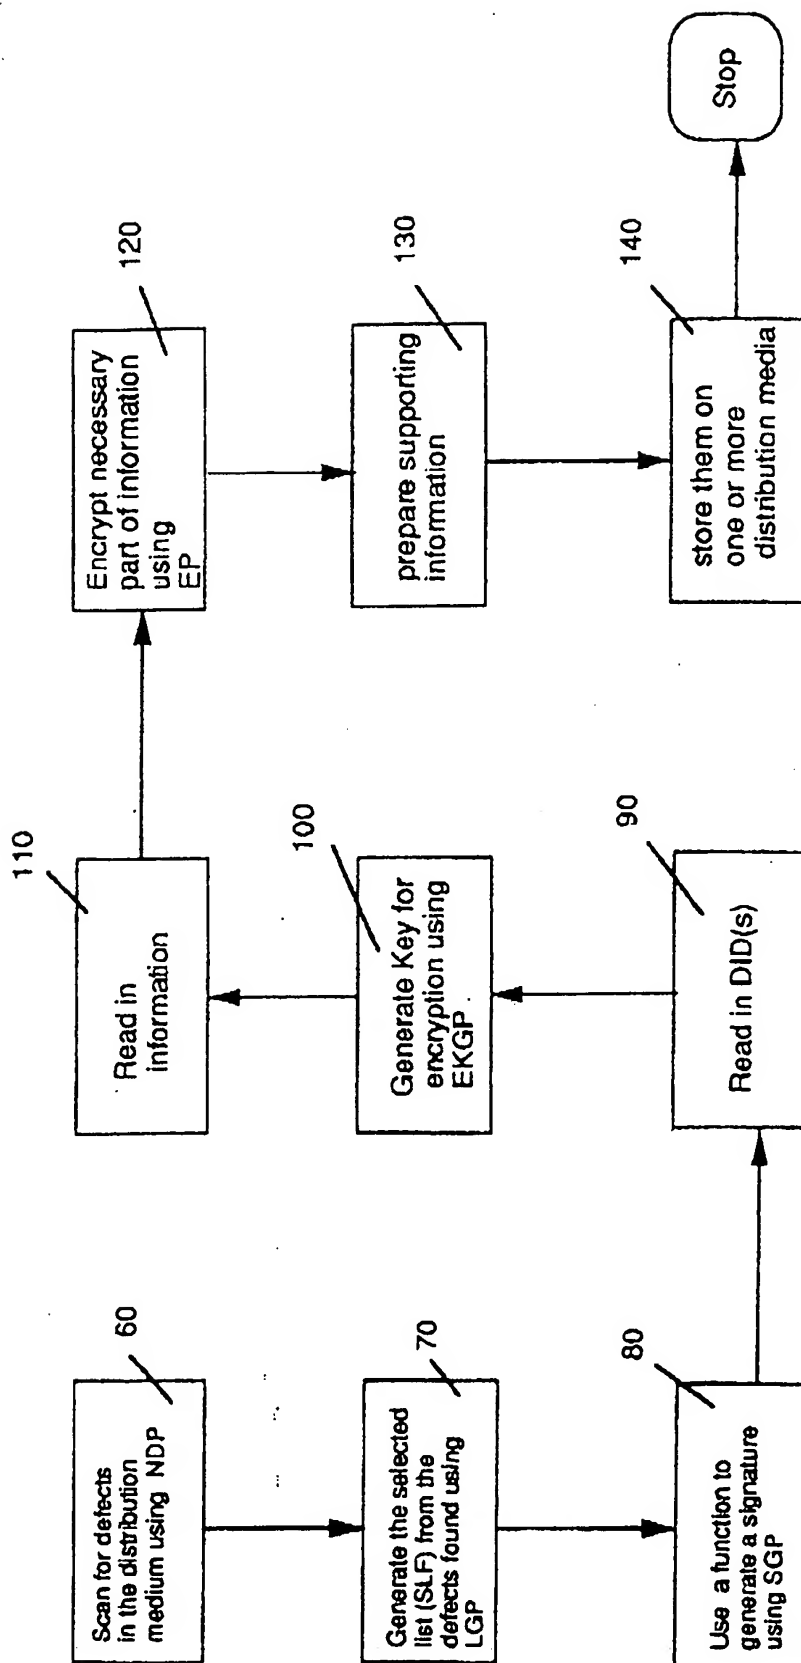 60
Scan for defects
in the distribution
medium using NDP
70
Generate the selected
list (SLF) from the
defects found using
LGP
80
Use a function to
generate a signature
using SGP
90
Read in DID(s)
100
Generate Key for
encryption using
EKGP
110
Read in
information
120
Encrypt necessary
part of information
using
EP
130
prepare supporting
information
140
store them on
one or more
distribution media
Stop